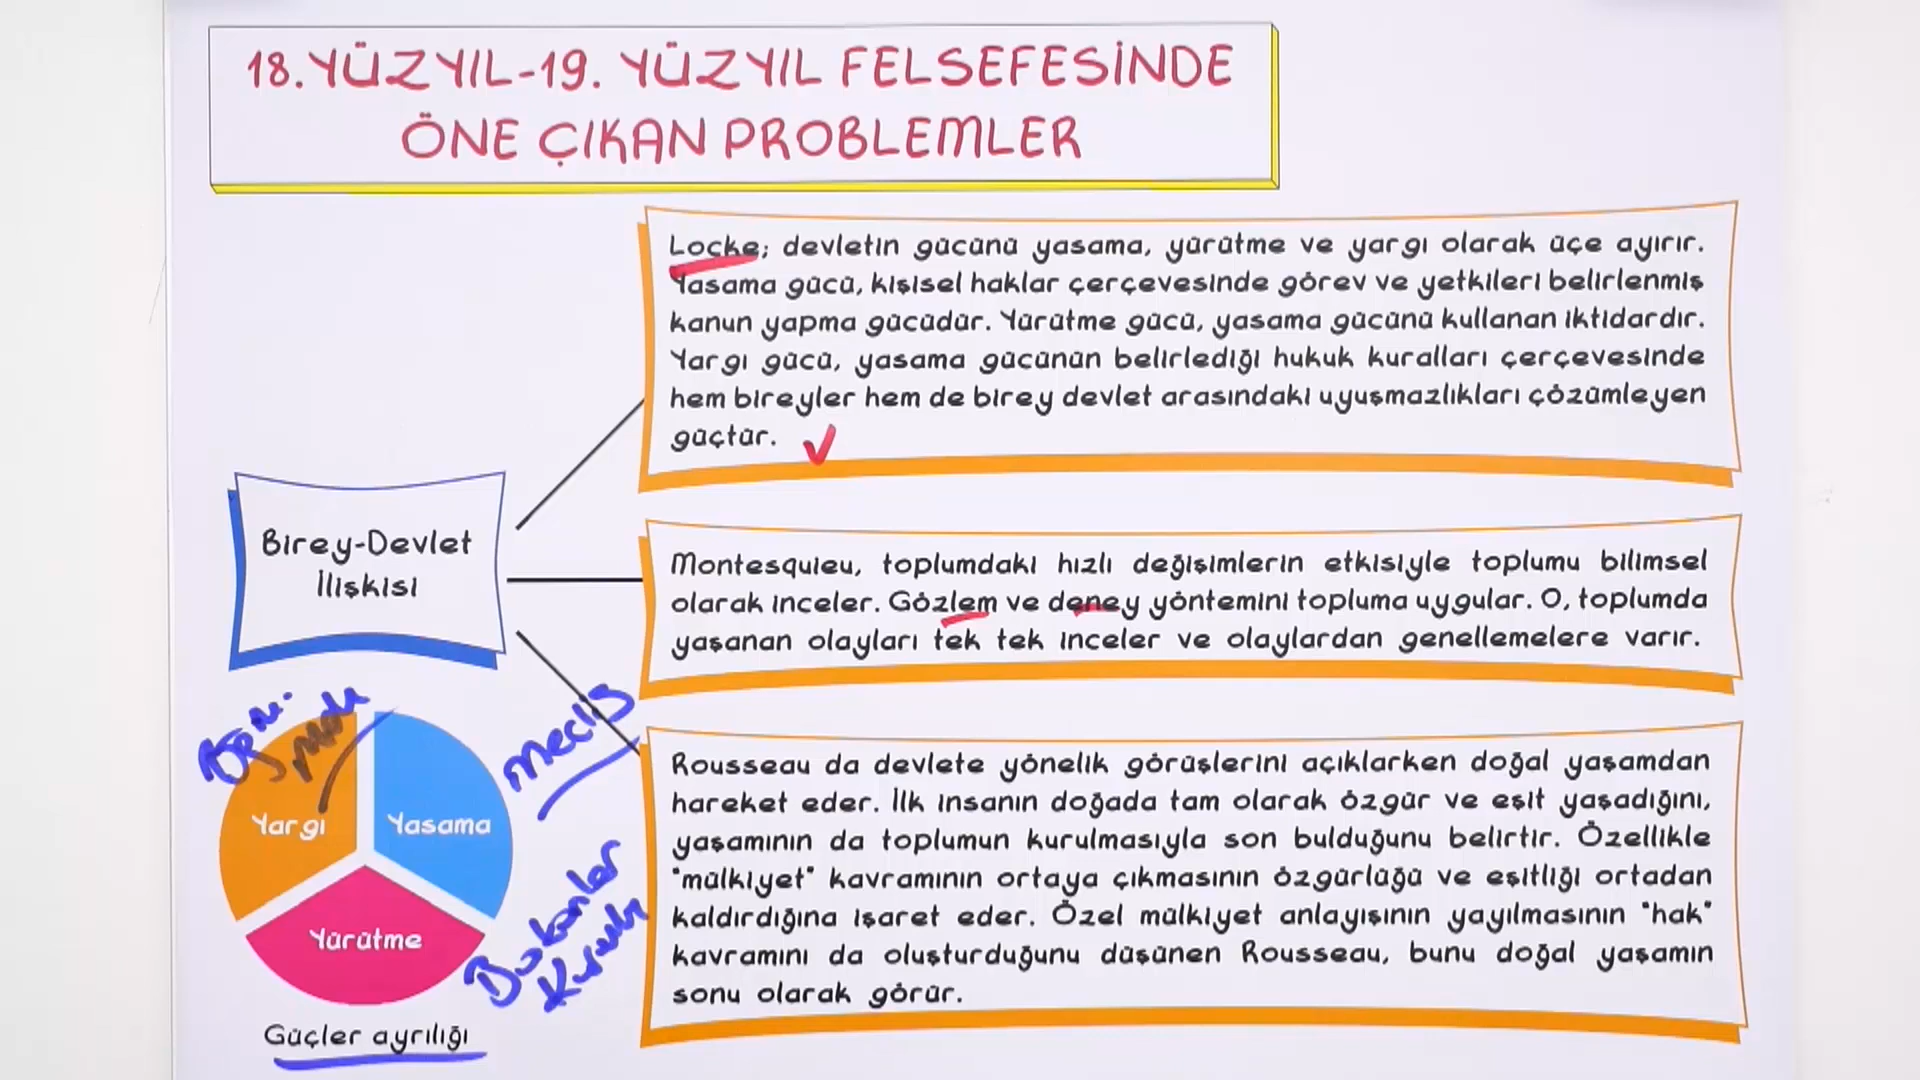 18. YÜZYIL-19. YÜZYIL FELSEFESİNDE
ÖNE ÇIKAN PROBLEMLER
Locke; devletin gücünü yasama, yürütme ve yargı olarak üçe ayırır.
Yasama gücü, kişisel haklar çerçevesinde görev ve yetkileri belirlenmiş
kanun yapma gücüdür. Yürütme gücü, yasama gücünü kullanan iktidardır.
Yargı gücü, yasama gücünün belirlediği hukuk kuralları çerçevesinde
hem bireyler hem de birey devlet arasındaki uyuşmazlıkları çözümleyen
güçtür.
Birey-Devlet
İlişkisi
Montesquieu, toplumdaki hızlı değişimlerin etkisiyle toplumu bilimsel
olarak inceler. Gözlem ve deney yöntemini topluma uygular. O, toplumda
yaşanan olayları tek tek inceler ve olaylardan genellemelere varır.
Rousseau da devlete yönelik görüşlerini açıklarken doğal yaşamdan
hareket eder. İlk insanın doğada tam olarak özgür ve eşit yaşadığını,
yaşamının da toplumun kurulmasıyla son bulduğunu belirtir. Özellikle
"mülkiyet" kavramının ortaya çıkmasının özgürlüğü ve eşitliği ortadan
kaldırdığına işaret eder. Özel mülkiyet anlayışının yayılmasının "hak"
kavramını da oluşturduğunu düşünen Rousseau, bunu doğal yaşamın
sonu olarak görür.
meclis
Yargı
Yasama
Yürütme
Bakanlar
Kurulu
Güçler ayrılığı